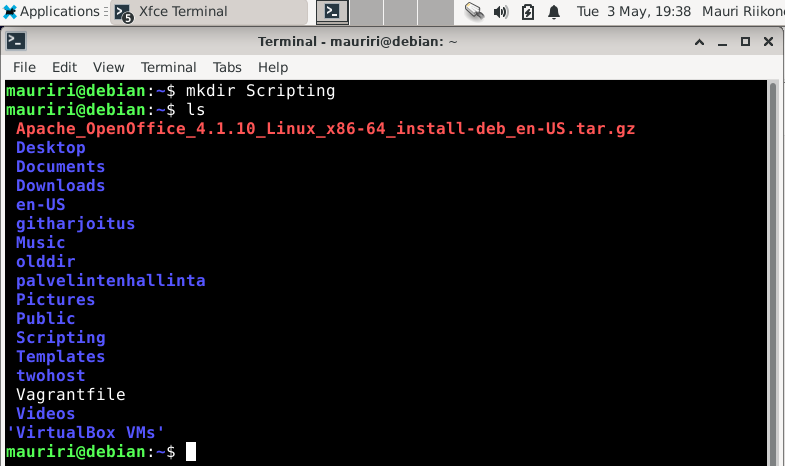 Applications Xfce Terminal Tue 3 May, 19:38 Mauri Riikon
5
Terminal - mauriri@debian: ~
File Edit View Terminal Tabs Help
mauriri@debian:~$ mkdir Scripting
mauriri@debian:~$ ls
Apache_OpenOffice_4.1.10_Linux_x86-64_install-deb_en-US.tar.gz
Desktop
Documents
Downloads
en-US
githarjoitus
Music
olddir
palvelintenhallinta
Pictures
Public
Scripting
Templates
twohost
Vagrantfile
Videos
'VirtualBox VMs'
mauriri@debian:~$